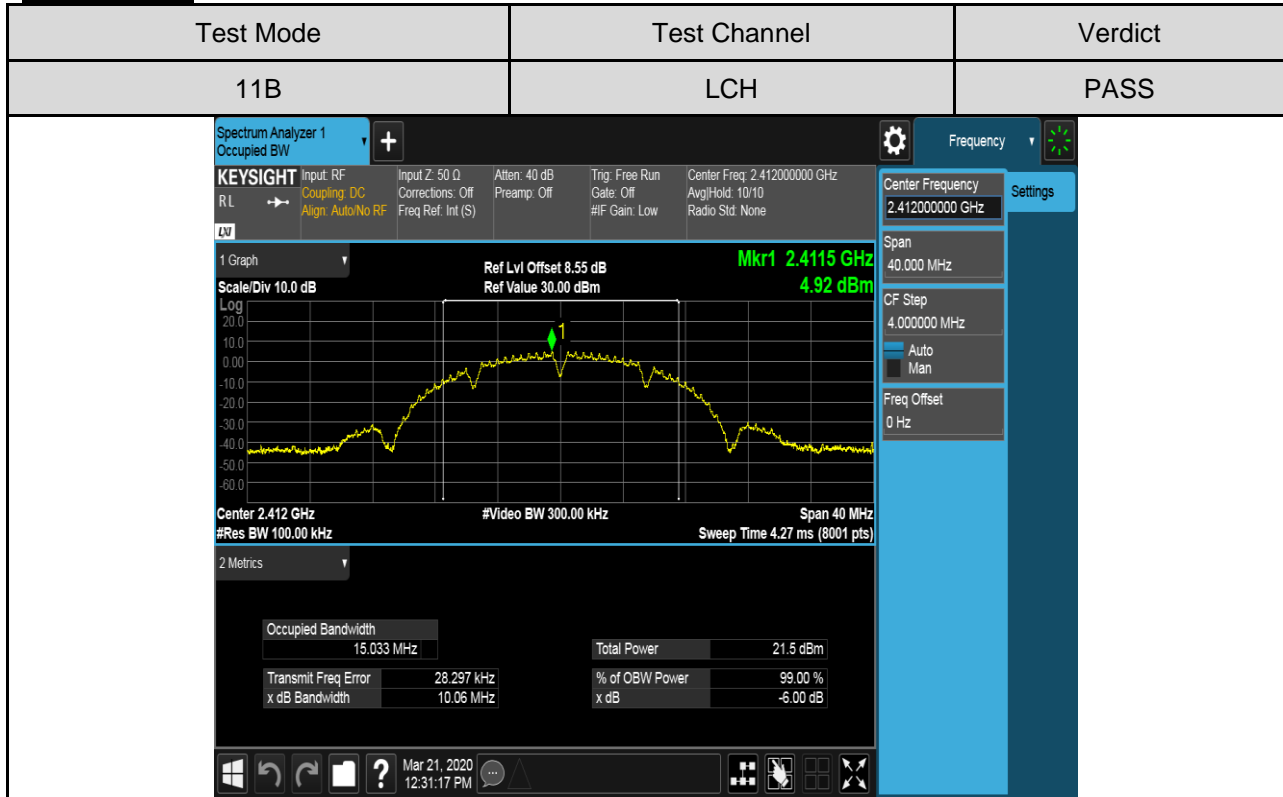 Test Mode Test Channel Verdict
11B LCH PASS
Spectrum Analyzer 1
Occupied BW
+
Frequency
KEYSIGHT Input: RF Input Z: 50 Ω Atten: 40 dB Trig: Free Run Center Freq: 2.412000000 GHz
RL Coupling: DC Corrections: Off Preamp: Off Gate: Off Avg|Hold: 10/10
Align: Auto/No RF Freq Ref: Int (S) #IF Gain: Low Radio Std: None
LXI
Center Frequency
2.412000000 GHz
Settings
Span
40.000 MHz
CF Step
4.000000 MHz
Auto
Man
Freq Offset
0 Hz
1 Graph Ref Lvl Offset 8.55 dB Mkr1 2.4115 GHz
Scale/Div 10.0 dB Ref Value 30.00 dBm 4.92 dBm
Log
20.0
10.0
0.00
-10.0
-20.0
-30.0
-40.0
-50.0
-60.0
1
Center 2.412 GHz #Video BW 300.00 kHz Span 40 MHz
#Res BW 100.00 kHz Sweep Time 4.27 ms (8001 pts)
2 Metrics
Occupied Bandwidth
15.033 MHz Total Power 21.5 dBm
Transmit Freq Error 28.297 kHz % of OBW Power 99.00 %
x dB Bandwidth 10.06 MHz x dB -6.00 dB
? Mar 21, 2020
12:31:17 PM